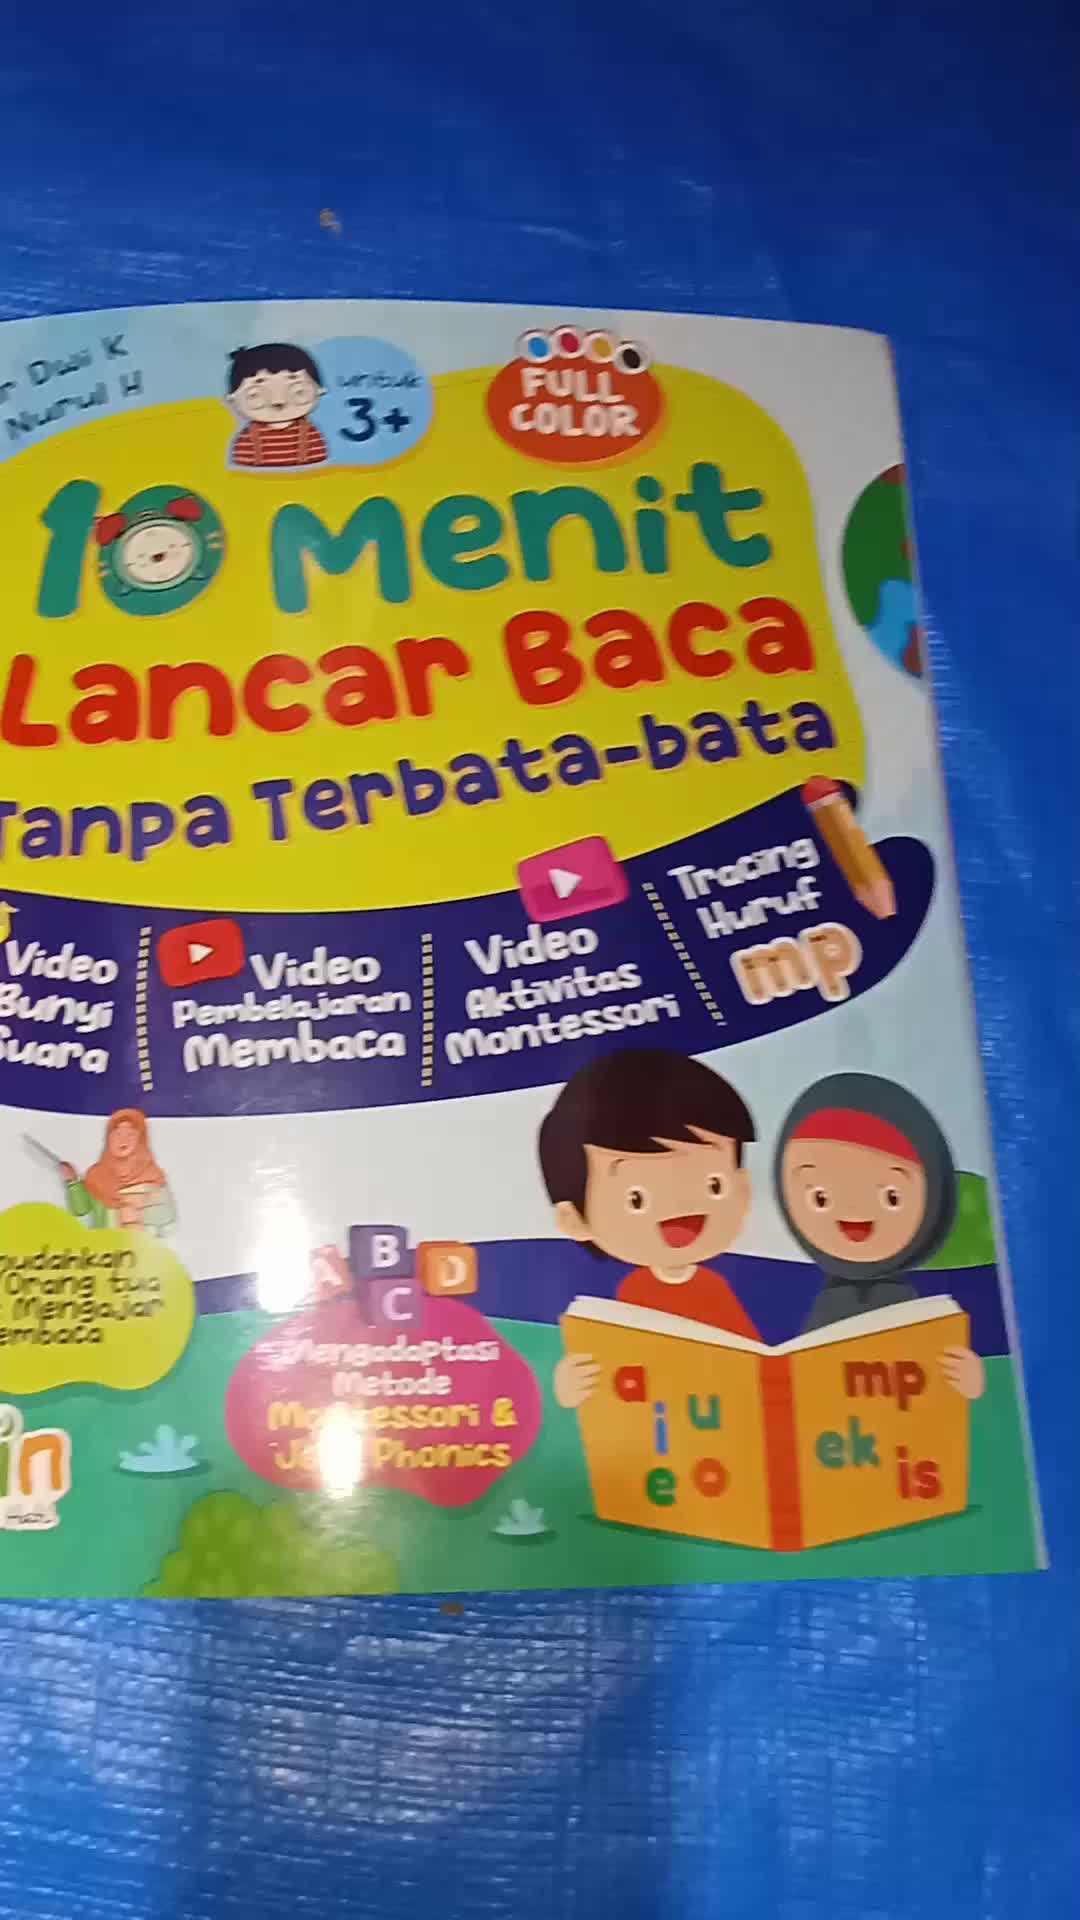 Dwi K
Nurul H
untuk
3+
FULL
COLOR
10 Menit
Lancar Baca
Tanpa Terbata-bata
Video
Bunyi
Suara
Video
Pembelajaran
Membaca
Video
Aktivitas
Montessori
Tracing
Huruf
mp
Orang tua
Mengajar
A
B
C
D
Mengadaptasi
Metode
Montessori &
Phonics
a
i
u
e
o
mp
ek
is